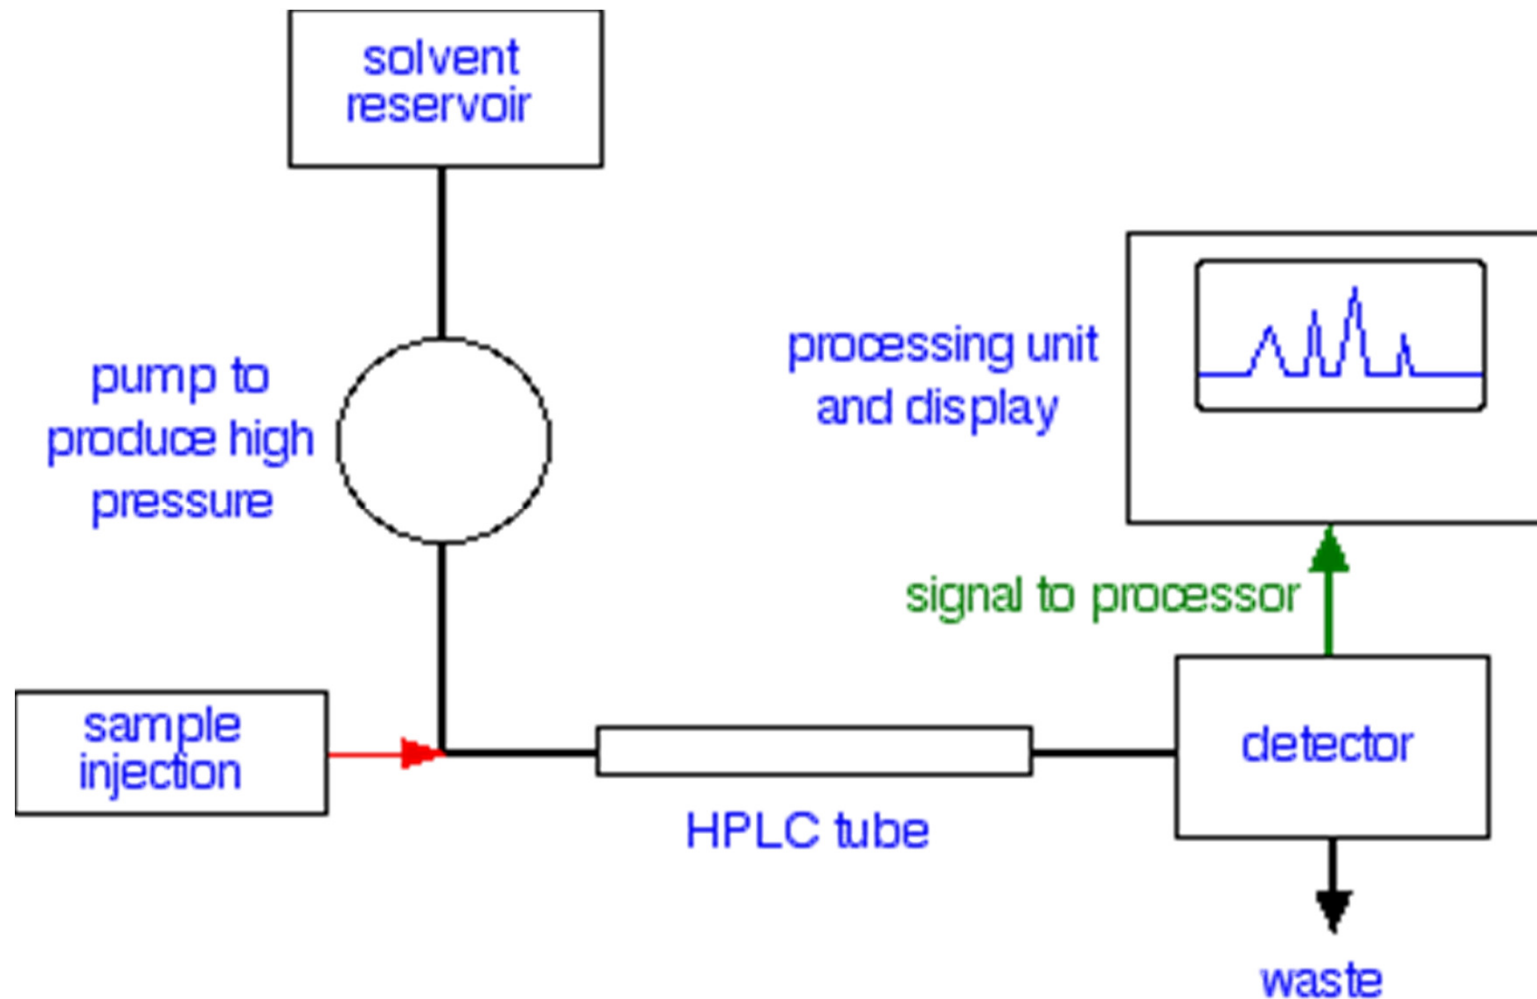 solvent
reservoir
pump to
produce high
pressure
processing unit
and display
signal to processor
sample
injection
detector
HPLC tube
waste